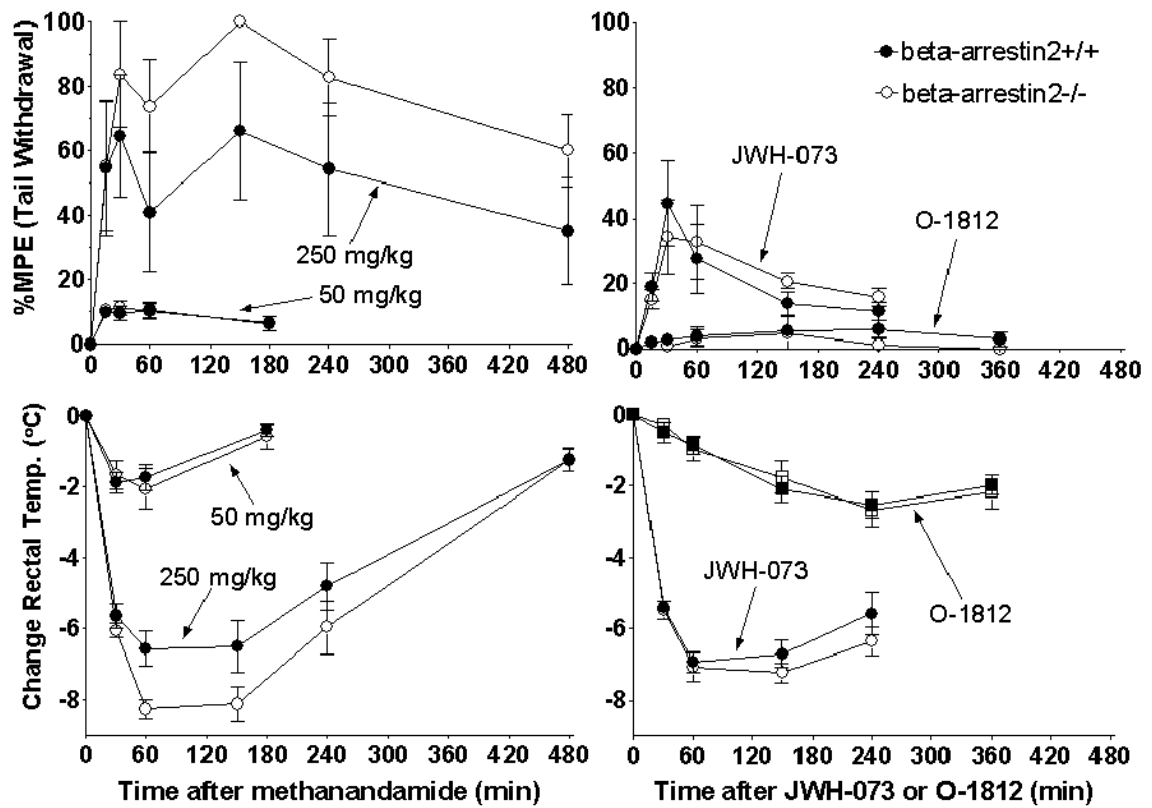 %MPE (Tail Withdrawal)
100
80
60
40
20
0
0 60 120 180 240 300 360 420 480
250 mg/kg
50 mg/kg
100
80
60
40
20
0
0 60 120 180 240 300 360 420 480
beta-arrestin2+/+
beta-arrestin2-/-
JWH-073
O-1812
Change Rectal Temp. (°C)
0
-2
-4
-6
-8
0 60 120 180 240 300 360 420 480
50 mg/kg
250 mg/kg
Time after methanandamide (min)
0
-2
-4
-6
-8
0 60 120 180 240 300 360 420 480
JWH-073
O-1812
Time after JWH-073 or O-1812 (min)